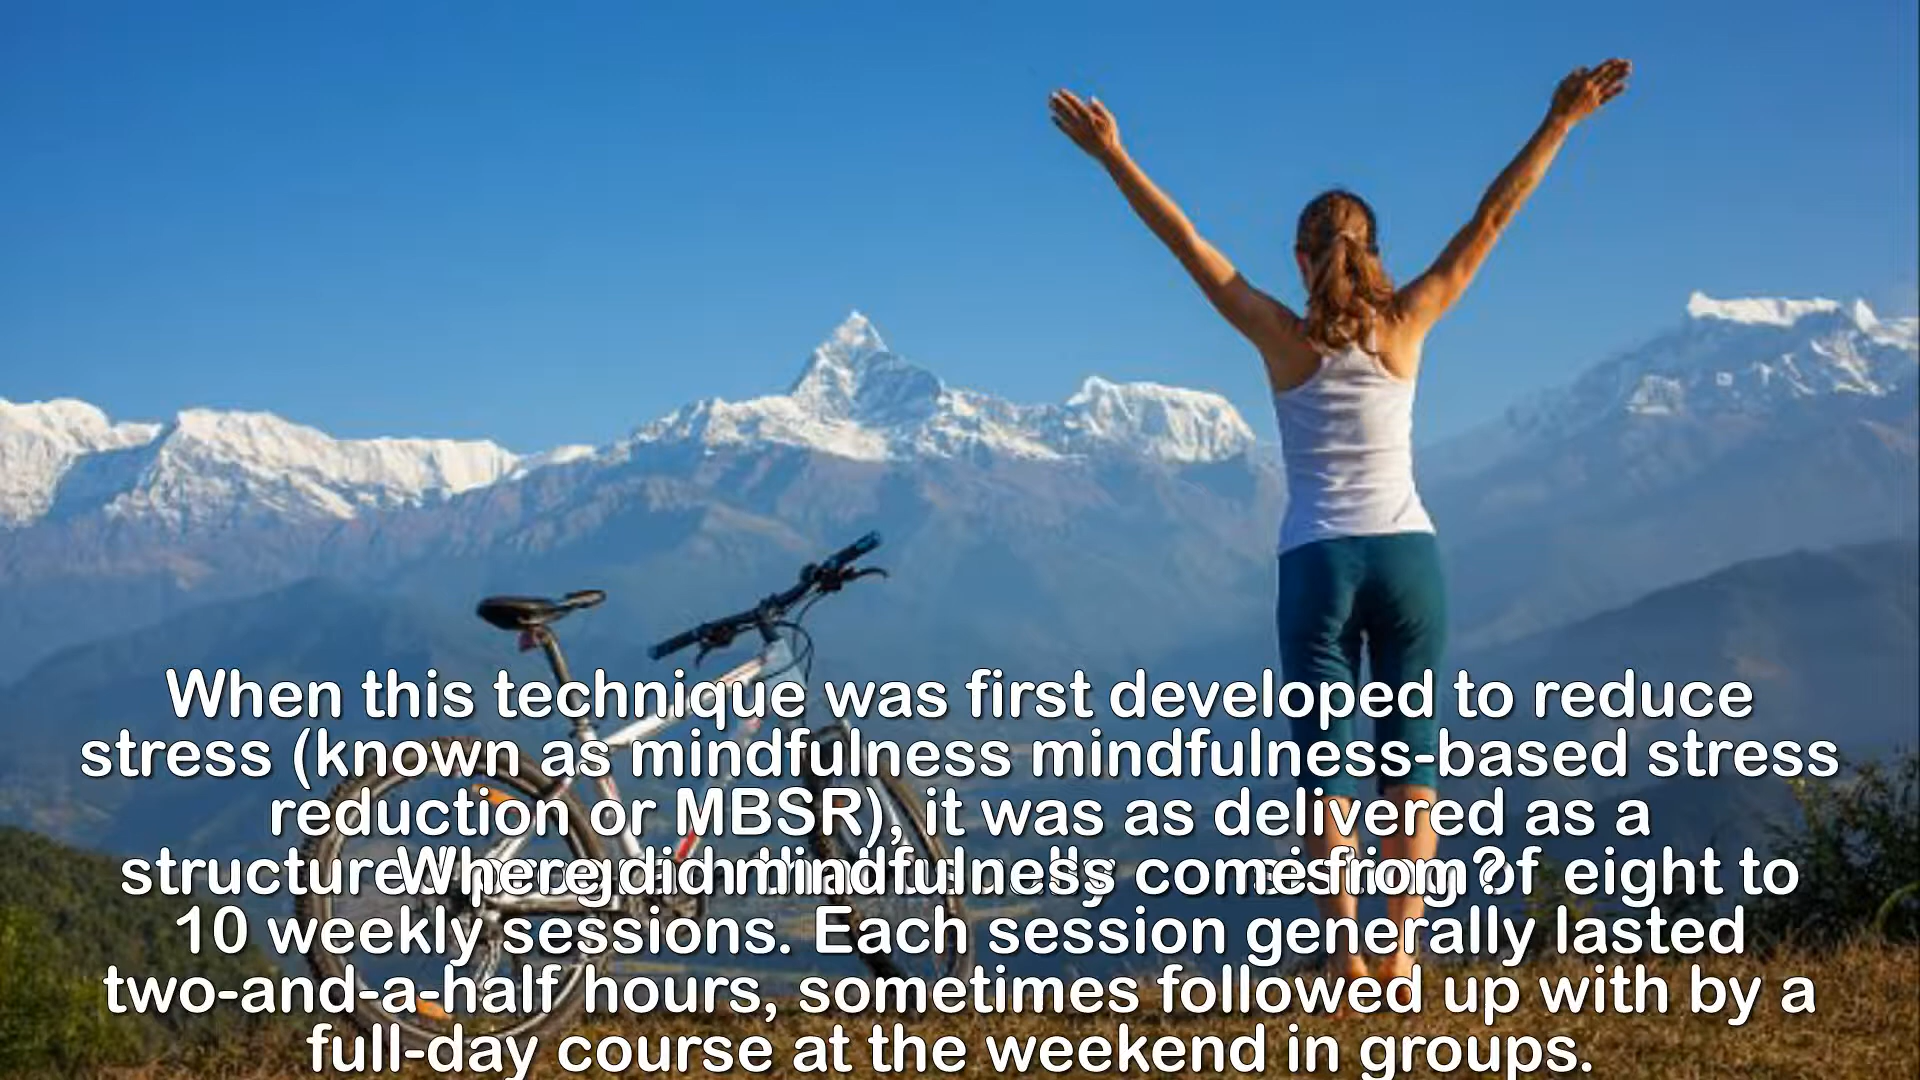 When this technique was first developed to reduce
stress (known as mindfulness mindfulness-based stress
reduction or MBSR), it was as delivered as a
structured of eight to
Where did mindfulness come from?
10 weekly sessions. Each session generally lasted
two-and-a-half hours, sometimes followed up with by a
full-day course at the weekend in groups.